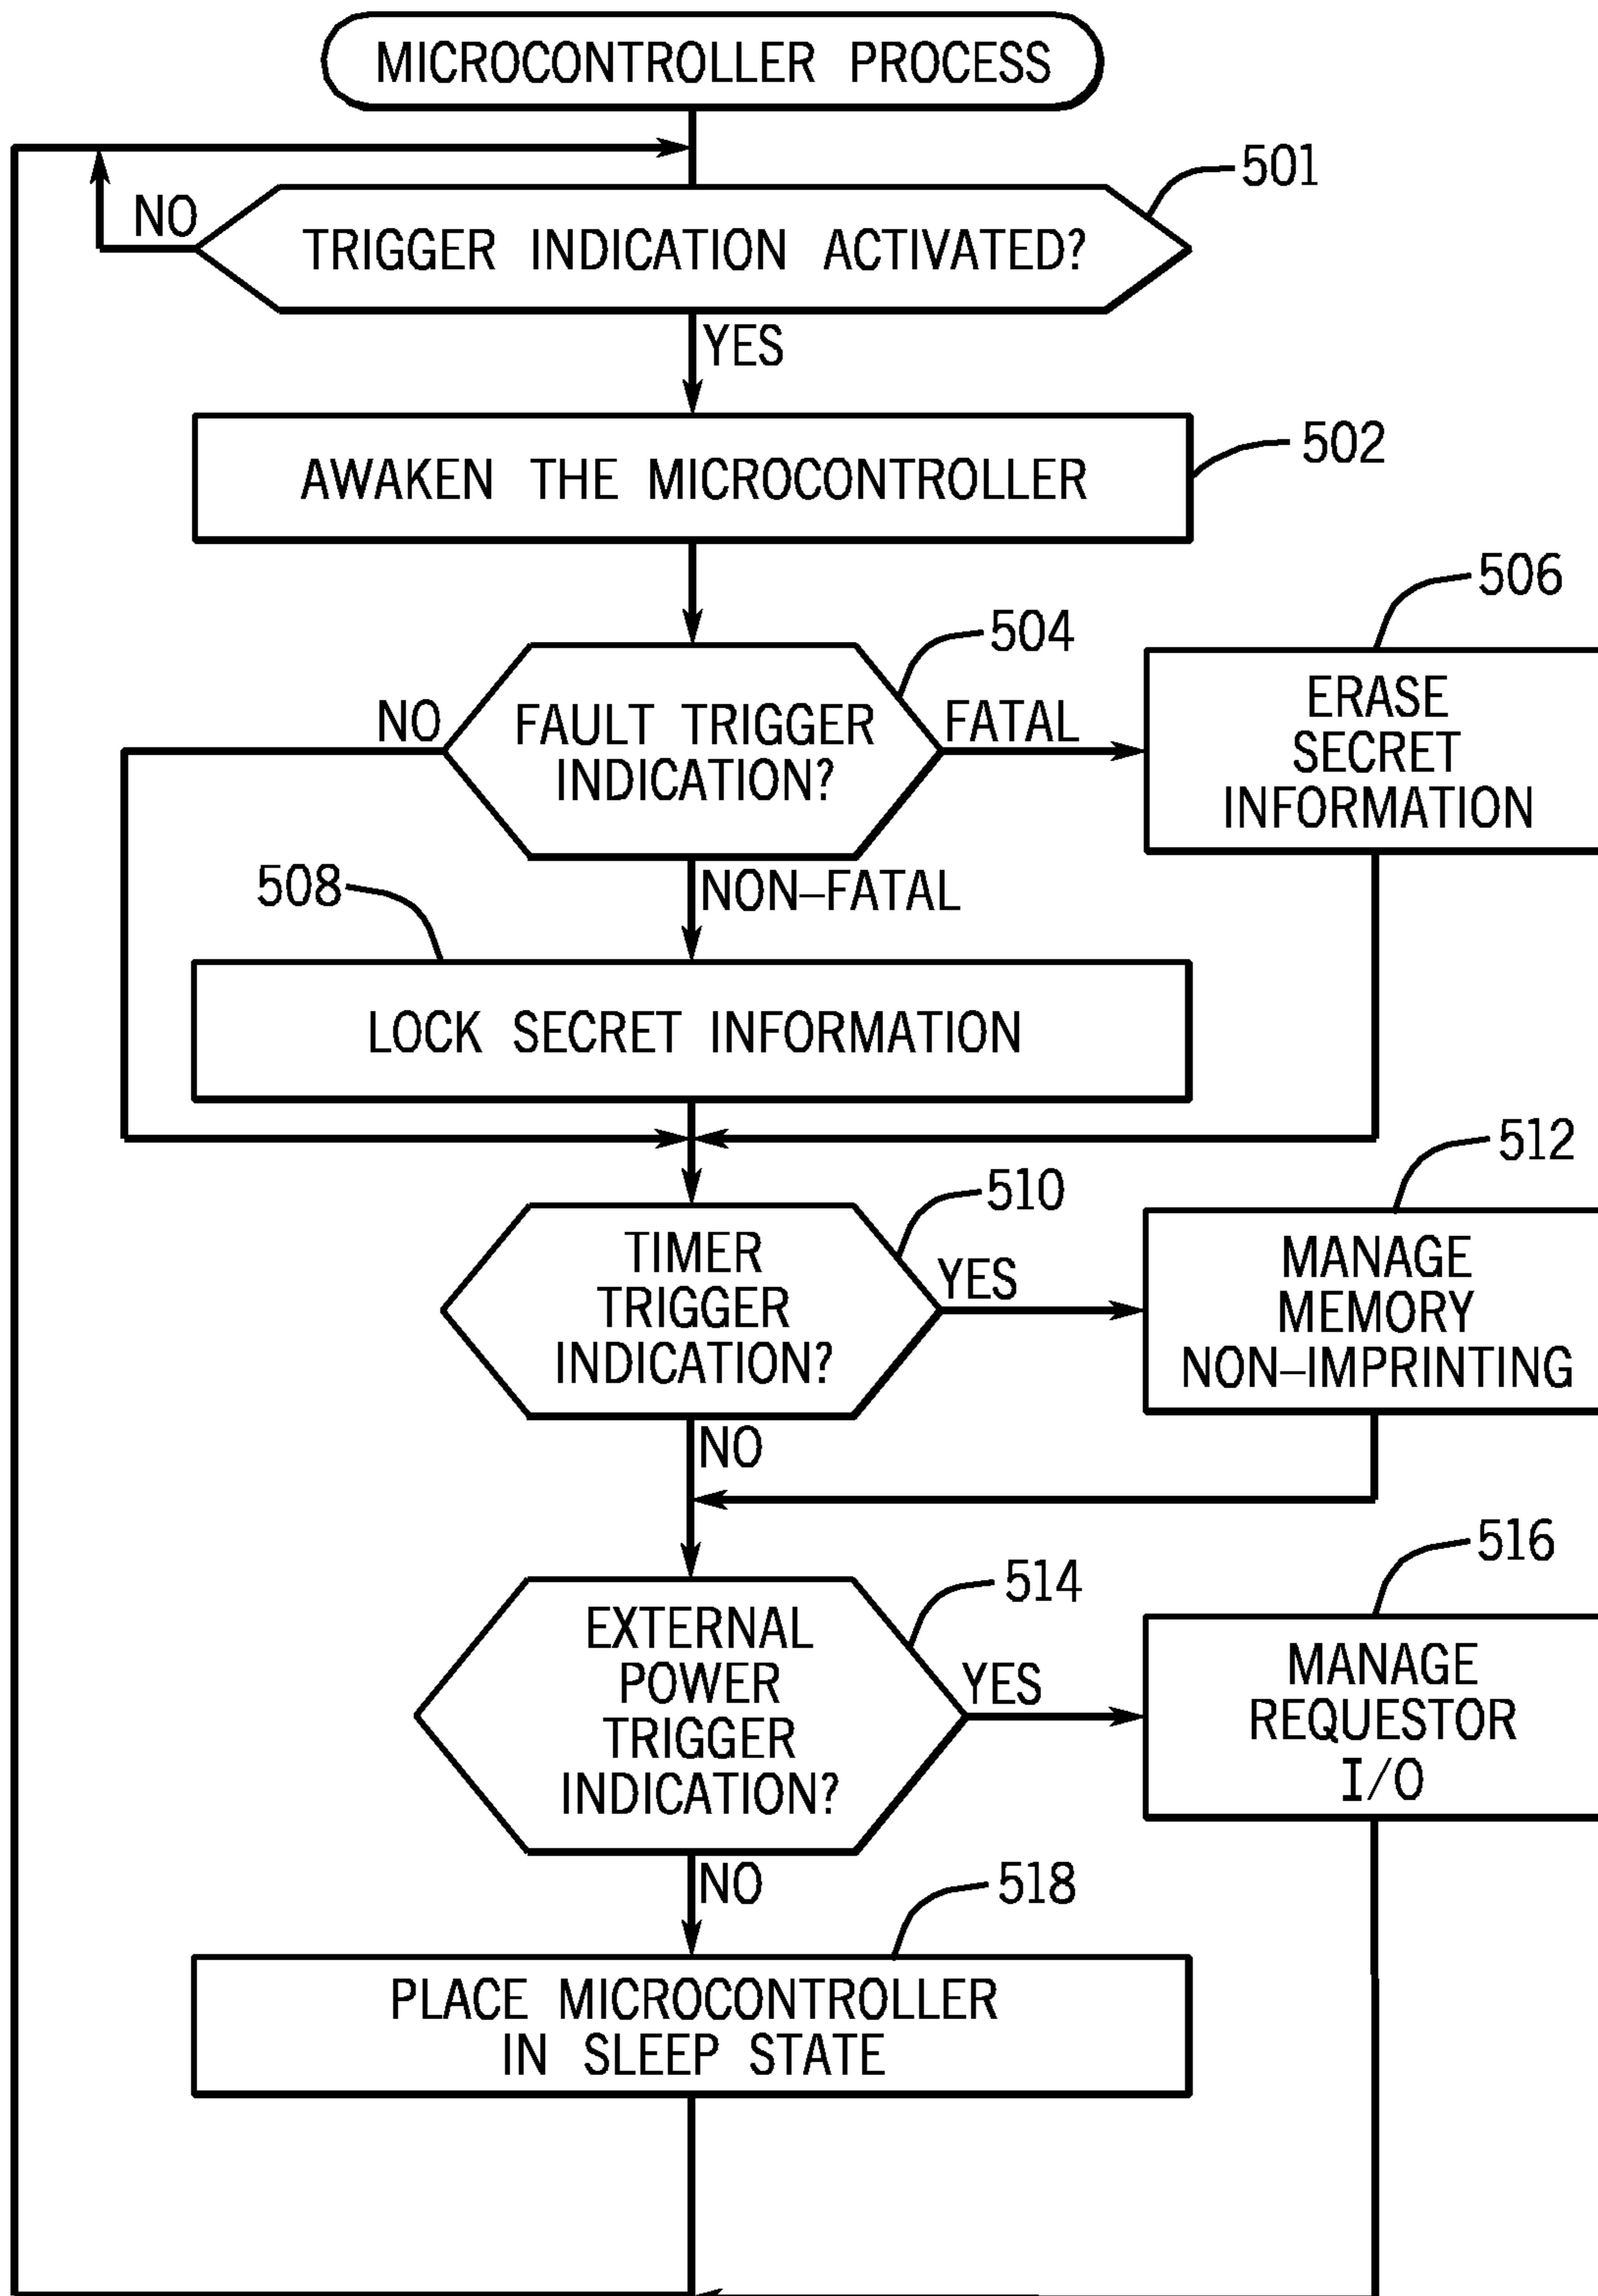 MICROCONTROLLER PROCESS
501
NO
TRIGGER INDICATION ACTIVATED?
YES
502
AWAKEN THE MICROCONTROLLER
506
504
ERASE
SECRET
INFORMATION
NO
FAULT TRIGGER
INDICATION?
FATAL
508
NON–FATAL
LOCK SECRET INFORMATION
512
510
TIMER
TRIGGER
INDICATION?
YES
MANAGE
MEMORY
NON–IMPRINTING
NO
516
514
EXTERNAL
POWER
TRIGGER
INDICATION?
YES
MANAGE
REQUESTOR
I/O
NO
518
PLACE MICROCONTROLLER
IN SLEEP STATE